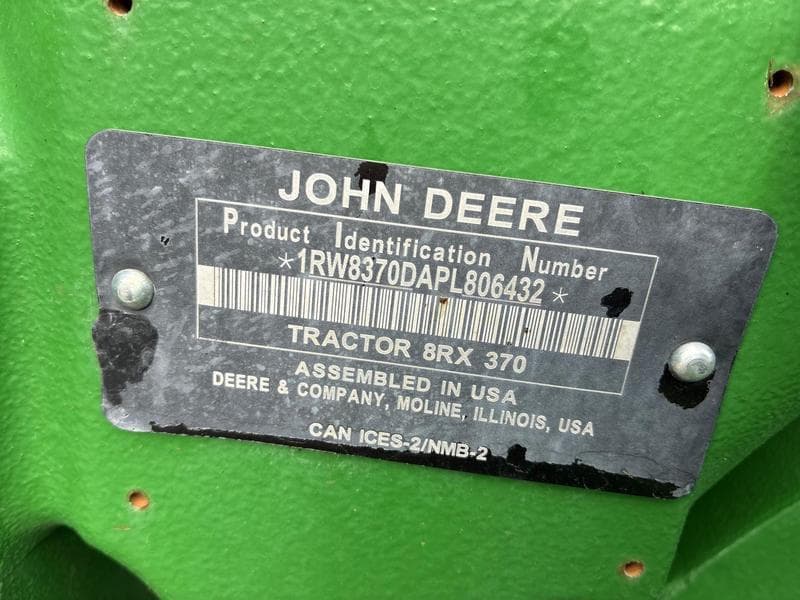 JOHN DEERE
Product Identification Number
*1RW8370DAPL806432*
TRACTOR 8RX 370
ASSEMBLED IN USA
DEERE & COMPANY, MOLINE, ILLINOIS, USA
CAN ICES-2/NMB-2